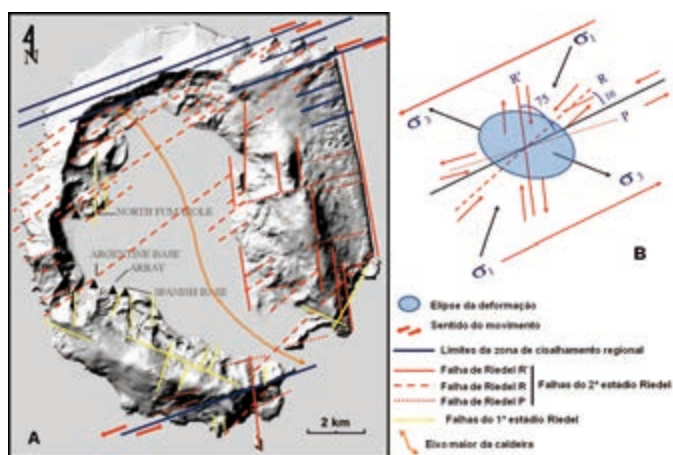 N
NORTH FUMAROLE
ARGENTINE BASE
ARRAY
SPANISH BASE
A
2 km
σ1
R'
R
75
16
P
σ3
σ3
σ1
B
Elipse da deformação
Sentido do movimento
Limites da zona de cisalhamento regional
Falha de Riedel R'
Falha de Riedel R
Falhas do 2º estádio Riedel
Falha de Riedel P
Falhas do 1º estádio Riedel
Eixo maior da caldeira